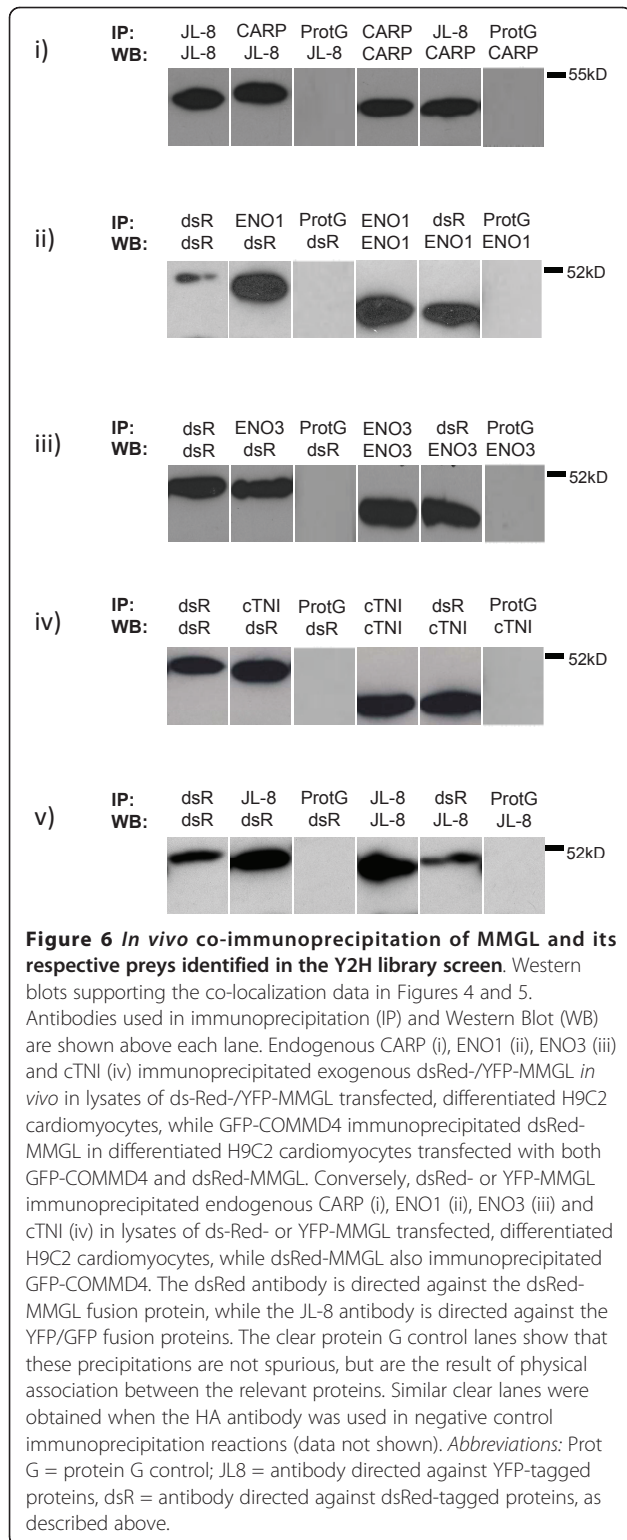 i)
IP: JL-8 CARP ProtG CARP JL-8 ProtG
WB: JL-8 JL-8 JL-8 CARP CARP CARP
55kD
ii)
IP: dsR ENO1 ProtG ENO1 dsR ProtG
WB: dsR dsR dsR ENO1 ENO1 ENO1
52kD
iii)
IP: dsR ENO3 ProtG ENO3 dsR ProtG
WB: dsR dsR dsR ENO3 ENO3 ENO3
52kD
iv)
IP: dsR cTNI ProtG cTNI dsR ProtG
WB: dsR dsR dsR cTNI cTNI cTNI
52kD
v)
IP: dsR JL-8 ProtG JL-8 dsR ProtG
WB: dsR dsR dsR JL-8 JL-8 JL-8
52kD
Figure 6 In vivo co-immunoprecipitation of MMGL and its
respective preys identified in the Y2H library screen. Western
blots supporting the co-localization data in Figures 4 and 5.
Antibodies used in immunoprecipitation (IP) and Western Blot (WB)
are shown above each lane. Endogenous CARP (i), ENO1 (ii), ENO3 (iii)
and cTNI (iv) immunoprecipitated exogenous dsRed-/YFP-MMGL in
vivo in lysates of ds-Red-/YFP-MMGL transfected, differentiated H9C2
cardiomyocytes, while GFP-COMMD4 immunoprecipitated dsRed-
MMGL in differentiated H9C2 cardiomyocytes transfected with both
GFP-COMMD4 and dsRed-MMGL. Conversely, dsRed- or YFP-MMGL
immunoprecipitated endogenous CARP (i), ENO1 (ii), ENO3 (iii) and
cTNI (iv) in lysates of ds-Red- or YFP-MMGL transfected, differentiated
H9C2 cardiomyocytes, while dsRed-MMGL also immunoprecipitated
GFP-COMMD4. The dsRed antibody is directed against the dsRed-
MMGL fusion protein, while the JL-8 antibody is directed against the
YFP/GFP fusion proteins. The clear protein G control lanes show that
these precipitations are not spurious, but are the result of physical
association between the relevant proteins. Similar clear lanes were
obtained when the HA antibody was used in negative control
immunoprecipitation reactions (data not shown). Abbreviations: Prot
G = protein G control; JL8 = antibody directed against YFP-tagged
proteins, dsR = antibody directed against dsRed-tagged proteins, as
described above.